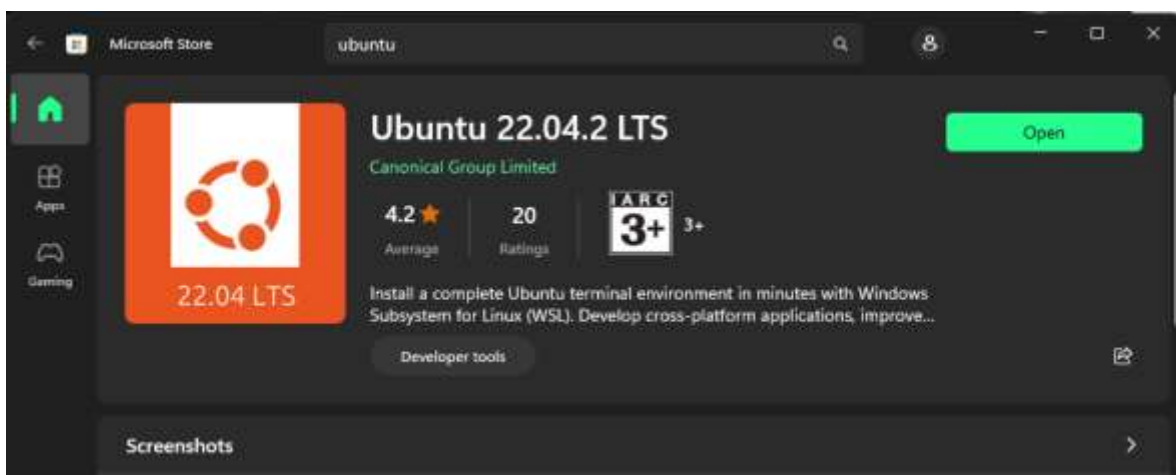 Microsoft Store
ubuntu
Apps
Gaming
22.04 LTS
Ubuntu 22.04.2 LTS
Canonical Group Limited
4.2
Average
20
Ratings
IARC
3+
3+
Install a complete Ubuntu terminal environment in minutes with Windows
Subsystem for Linux (WSL). Develop cross-platform applications, improve...
Developer tools
Open
Screenshots